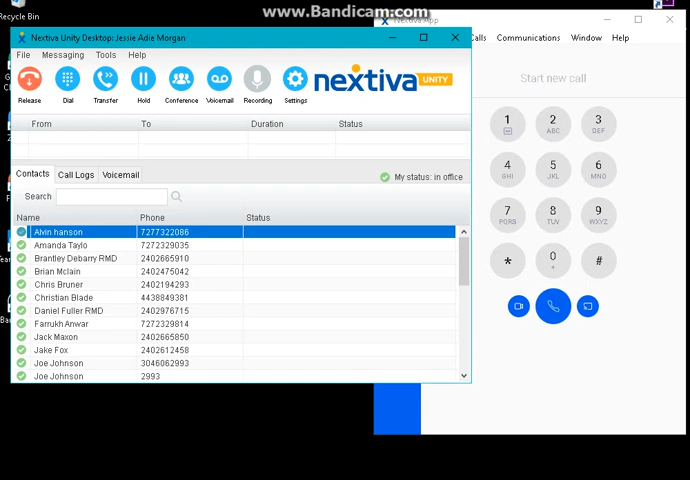 www.Bandicam.com
Recycle Bin
Nextiva App
Nextiva Unity Desktop: Jessie Adie Morgan
Calls Communications Window Help
File Messaging Tools Help
Start new call
nextiva UNITY
Release Dial Transfer Hold Conference Voicemail Recording Settings
From To Duration Status
1 2 ABC 3 DEF
4 GHI 5 JKL 6 MNO
7 PQRS 8 TUV 9 WXYZ
* 0 + #
Contacts Call Logs Voicemail My status: in office
Search
Name Phone Status
Alvin hanson 7277322086
Amanda Taylo 7272329035
Brantley Debarry RMD 2402665910
Brian Mclain 2402475042
Chris Bruner 2402194293
Christian Blade 4438849381
Daniel Fuller RMD 2402976715
Farrukh Anwar 7272329814
Jack Maxon 2402665850
Jake Fox 2402612458
Joe Johnson 3046062993
Joe Johnson 2993